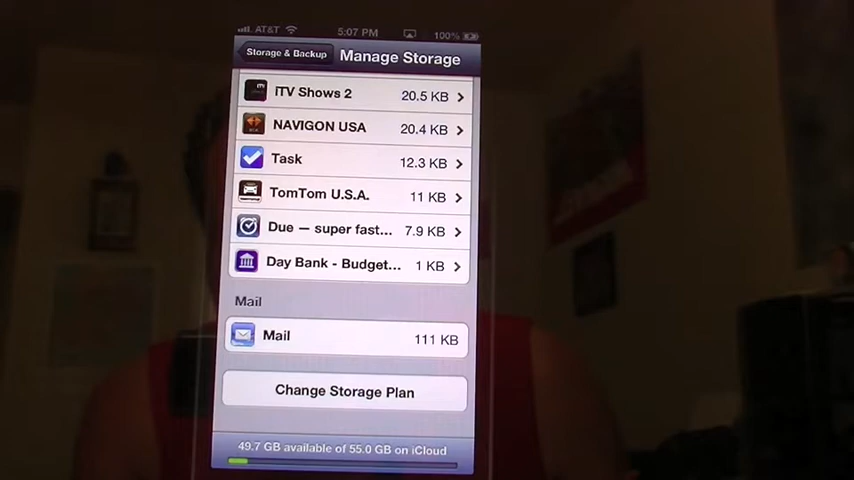 AT&T 5:07 PM 100%
Storage & Backup Manage Storage
iTV Shows 2 20.5 KB
NAVIGON USA 20.4 KB
Task 12.3 KB
TomTom U.S.A. 11 KB
Due — super fast... 7.9 KB
Day Bank - Budget... 1 KB
Mail
Mail 111 KB
Change Storage Plan
49.7 GB available of 55.0 GB on iCloud